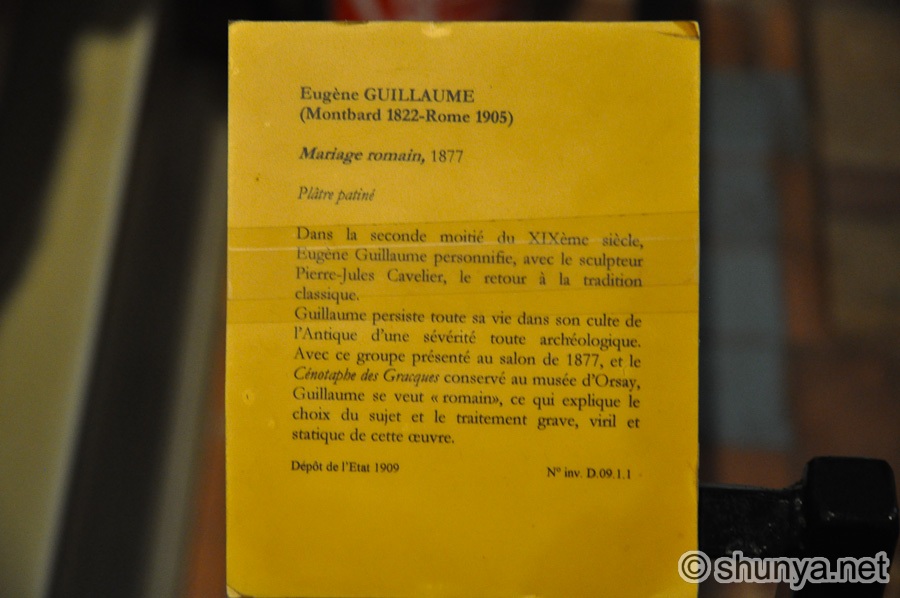 Eugène GUILLAUME
(Montbard 1822-Rome 1905)
Mariage romain, 1877
Plâtre patiné
Dans la seconde moitié du XIXème siècle,
Eugène Guillaume personnifie, avec le sculpteur
Pierre-Jules Cavelier, le retour à la tradition
classique.
Guillaume persiste toute sa vie dans son culte de
l'Antique d'une sévérité toute archéologique.
Avec ce groupe présenté au salon de 1877, et le
Cénotaphe des Gracques conservé au musée d'Orsay,
Guillaume se veut « romain», ce qui explique le
choix du sujet et le traitement grave, viril et
statique de cette œuvre.
Dépôt de l'Etat 1909 N° inv. D.09.1.1
© shunya.net